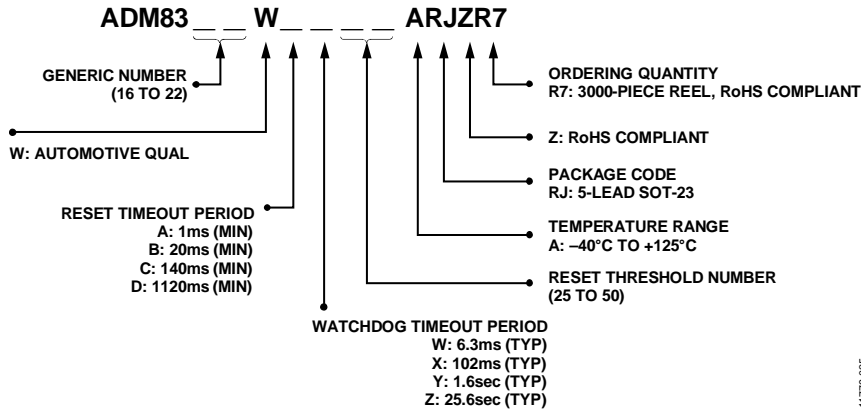 ADM83_ _ W_ _ _ _ ARJZR7
GENERIC NUMBER
(16 TO 22)
W: AUTOMOTIVE QUAL
RESET TIMEOUT PERIOD
A: 1ms (MIN)
B: 20ms (MIN)
C: 140ms (MIN)
D: 1120ms (MIN)
WATCHDOG TIMEOUT PERIOD
W: 6.3ms (TYP)
X: 102ms (TYP)
Y: 1.6sec (TYP)
Z: 25.6sec (TYP)
ORDERING QUANTITY
R7: 3000-PIECE REEL, RoHS COMPLIANT
Z: RoHS COMPLIANT
PACKAGE CODE
RJ: 5-LEAD SOT-23
TEMPERATURE RANGE
A: –40°C TO +125°C
RESET THRESHOLD NUMBER
(25 TO 50)